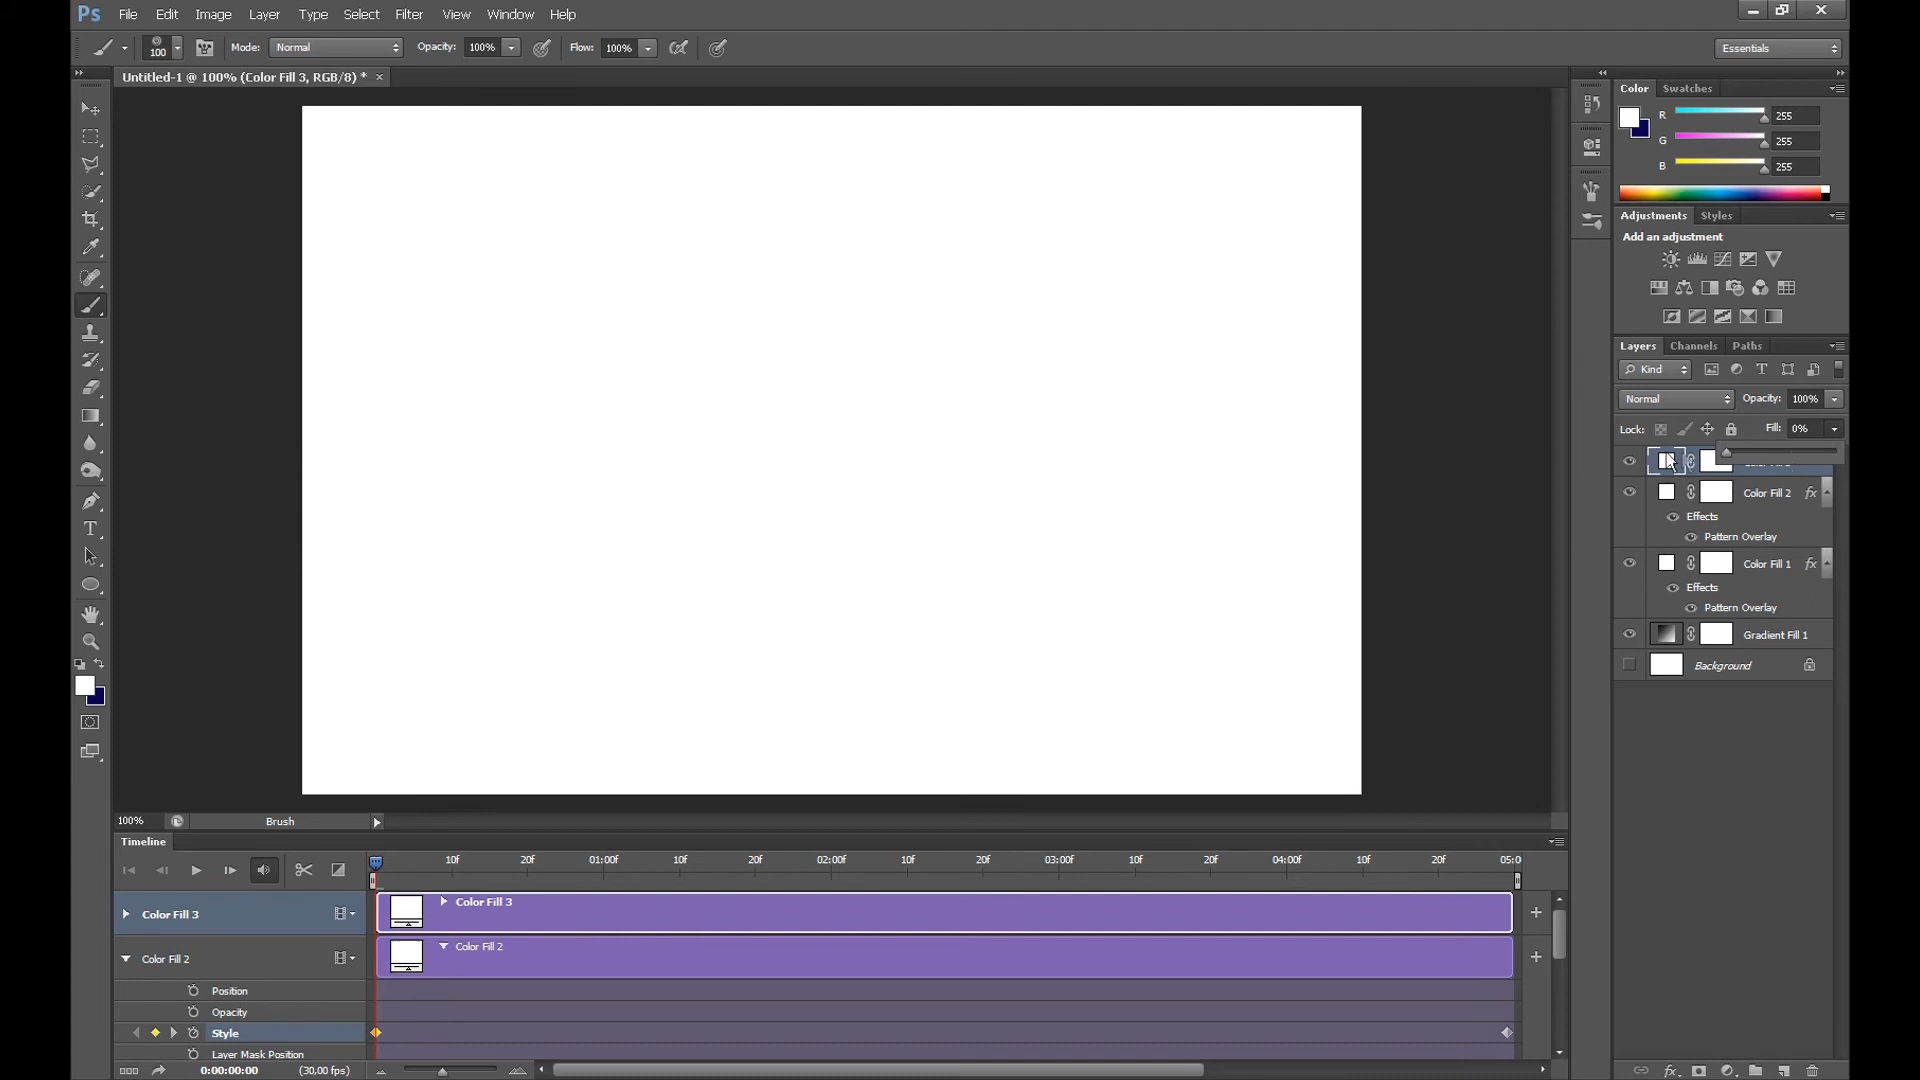 Ps File Edit Image Layer Type Select Filter View Window Help
100 Mode: Normal Opacity: 100% Flow: 100% Essentials
Untitled-1 @ 100% (Color Fill 3, RGB/8) * ×
Color Swatches
R 255
G 255
B 255
Adjustments Styles
Add an adjustment
Layers Channels Paths
Kind
Normal Opacity: 100%
Lock: Fill: 0%
Color Fill 2 fx
Effects
Pattern Overlay
Color Fill 1 fx
Effects
Pattern Overlay
Gradient Fill 1
Background
100% Brush
Timeline
10f 20f 01:00f 10f 20f 02:00f 10f 20f 03:00f 10f 20f 04:00f 10f 20f 05:0
Color Fill 3 Color Fill 3
Color Fill 2 Color Fill 2
Position
Opacity
Style
Layer Mask Position
0:00:00:00 (30,00 fps)
fx